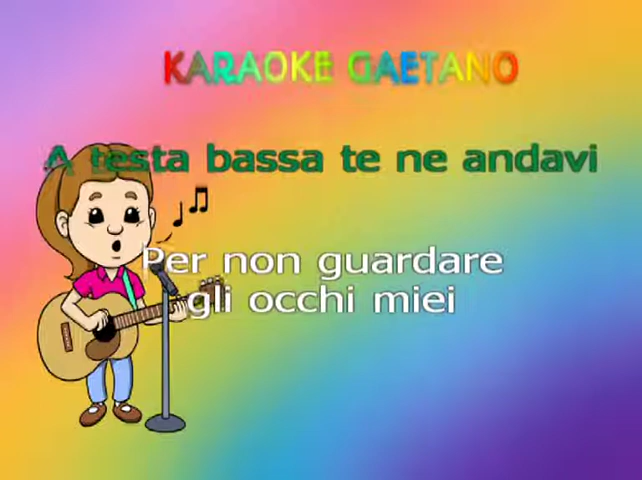 KARAOKE GAETANO
A testa bassa te ne andavi
Per non guardare
gli occhi miei